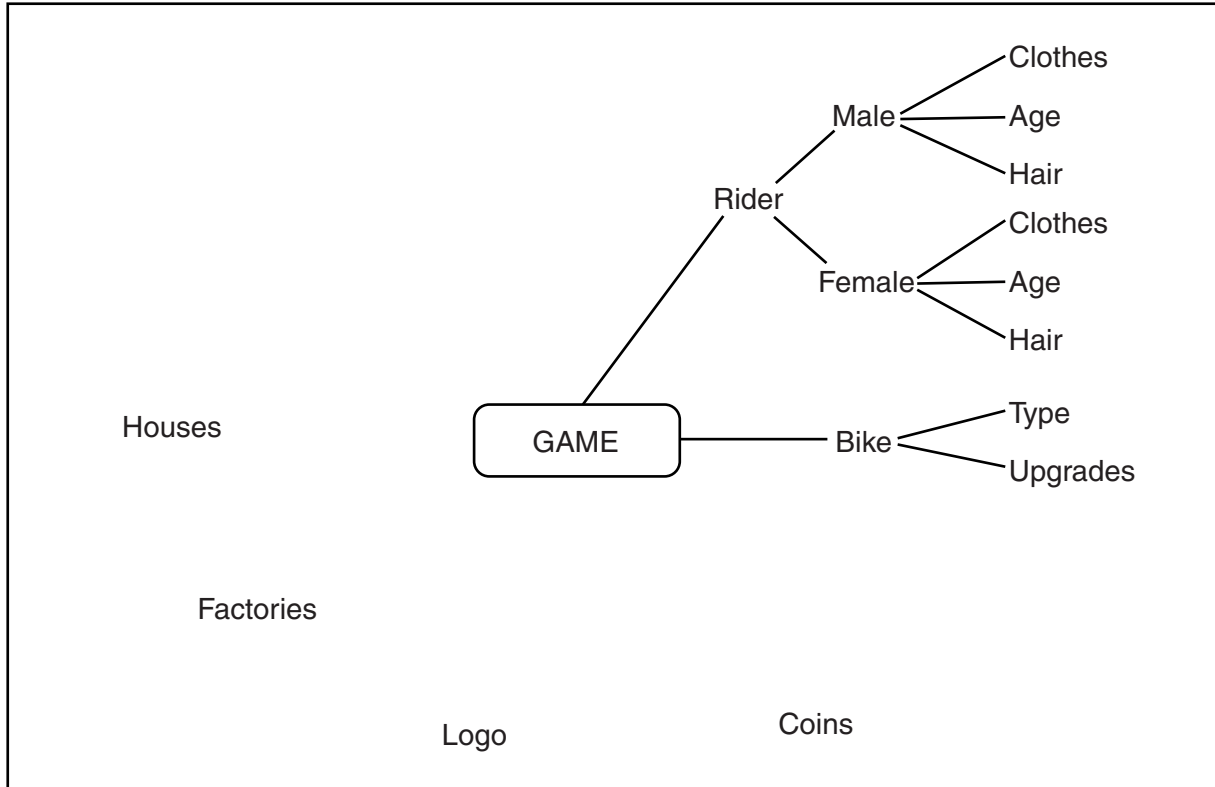 Clothes
Male
Age
Hair
Rider
Clothes
Female
Age
Hair
Houses
GAME
Bike
Type
Upgrades
Factories
Logo
Coins